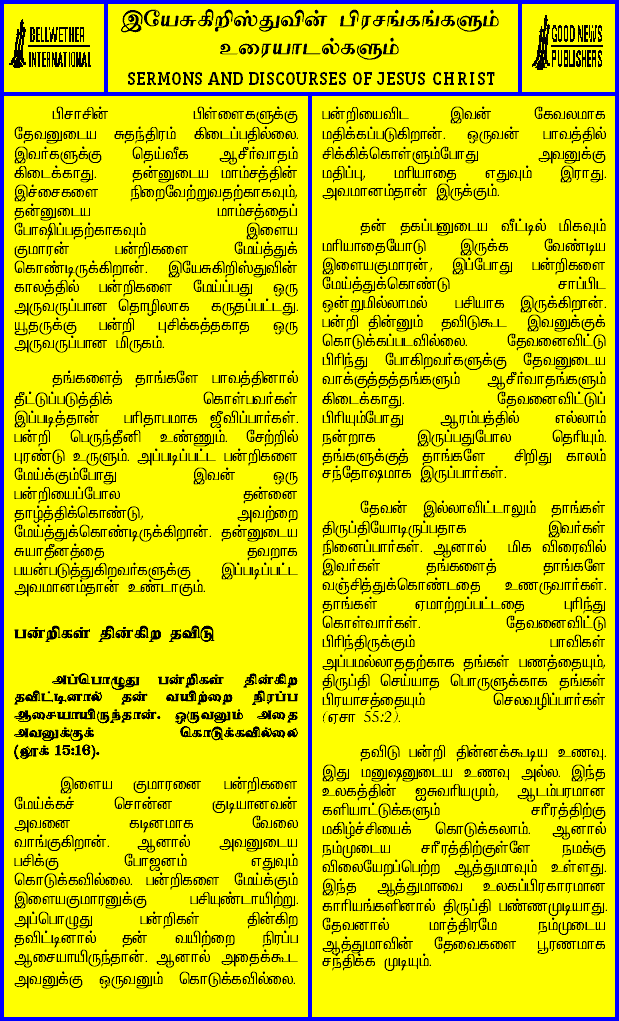 BELLWETHER
INTERNATIONAL
இயேசுகிறிஸ்துவின் பிரசங்கங்களும்
உரையாடல்களும்
SERMONS AND DISCOURSES OF JESUS CHRIST
GOOD NEWS
PUBLISHERS
பிசாசின் பிள்ளைகளுக்கு
தேவனுடைய சுதந்திரம் கிடைப்பதில்லை.
இவர்களுக்கு தெய்வீக ஆசீர்வாதம்
கிடைக்காது. தன்னுடைய மாம்சத்தின்
இச்சைகளை நிறைவேற்றுவதற்காகவும்,
தன்னுடைய மாம்சத்தைப்
போஷிப்பதற்காகவும் இளைய
குமாரன் பன்றிகளை மேய்த்துக்
கொண்டிருக்கிறான். இயேசுகிறிஸ்துவின்
காலத்தில் பன்றிகளை மேய்ப்பது ஒரு
அருவருப்பான தொழிலாக கருதப்பட்டது.
யூதருக்கு பன்றி புசிக்கத்தகாத ஒரு
அருவருப்பான மிருகம்.
தங்களைத் தாங்களே பாவத்தினால்
தீட்டுப்படுத்திக் கொள்பவர்கள்
இப்படித்தான் பரிதாபமாக ஜீவிப்பார்கள்.
பன்றி பெருந்தீனி உண்ணும். சேற்றில்
புரண்டு உருளும். அப்படிப்பட்ட பன்றிகளை
மேய்க்கும்போது இவன் ஒரு
பன்றியைப்போல தன்னை
தாழ்த்திக்கொண்டு, அவற்றை
மேய்த்துக்கொண்டிருக்கிறான். தன்னுடைய
சுயாதீனத்தை தவறாக
பயன்படுத்துகிறவர்களுக்கு இப்படிப்பட்ட
அவமானம்தான் உண்டாகும்.
பன்றிகள் தின்கிற தவிடு
அப்பொழுது பன்றிகள் தின்கிற
தவிட்டினால் தன் வயிற்றை நிரப்ப
ஆசையாயிருந்தான். ஒருவனும் அதை
அவனுக்குக் கொடுக்கவில்லை
(லூக் 15:16).
இளைய குமாரனை பன்றிகளை
மேய்க்கச் சொன்ன குடியானவன்
அவனை கடினமாக வேலை
வாங்குகிறான். ஆனால் அவனுடைய
பசிக்கு போஜனம் எதுவும்
கொடுக்கவில்லை. பன்றிகளை மேய்க்கும்
இளையகுமாரனுக்கு பசியுண்டாயிற்று.
அப்பொழுது பன்றிகள் தின்கிற
தவிட்டினால் தன் வயிற்றை நிரப்ப
ஆசையாயிருந்தான். ஆனால் அதைக்கூட
அவனுக்கு ஒருவனும் கொடுக்கவில்லை.
பன்றியைவிட இவன் கேவலமாக
மதிக்கப்படுகிறான். ஒருவன் பாவத்தில்
சிக்கிக்கொள்ளும்போது அவனுக்கு
மதிப்பு, மரியாதை எதுவும் இராது.
அவமானம்தான் இருக்கும்.
தன் தகப்பனுடைய வீட்டில் மிகவும்
மரியாதையோடு இருக்க வேண்டிய
இளையகுமாரன், இப்போது பன்றிகளை
மேய்த்துக்கொண்டு சாப்பிட
ஒன்றுமில்லாமல் பசியாக இருக்கிறான்.
பன்றி தின்னும் தவிடுகூட இவனுக்குக்
கொடுக்கப்படவில்லை. தேவனைவிட்டு
பிரிந்து போகிறவர்களுக்கு தேவனுடைய
வாக்குத்தத்தங்களும் ஆசீர்வாதங்களும்
கிடைக்காது. தேவனைவிட்டுப்
பிரியும்போது ஆரம்பத்தில் எல்லாம்
நன்றாக இருப்பதுபோல தெரியும்.
தங்களுக்குத் தாங்களே சிறிது காலம்
சந்தோஷமாக இருப்பார்கள்.
தேவன் இல்லாவிட்டாலும் தாங்கள்
திருப்தியோடிருப்பதாக இவர்கள்
நினைப்பார்கள். ஆனால் மிக விரைவில்
இவர்கள் தங்களைத் தாங்களே
வஞ்சித்துக்கொண்டதை உணருவார்கள்.
தாங்கள் ஏமாற்றப்பட்டதை புரிந்து
கொள்வார்கள். தேவனைவிட்டு
பிரிந்திருக்கும் பாவிகள்
அப்பமல்லாததற்காக தங்கள் பணத்தையும்,
திருப்தி செய்யாத பொருளுக்காக தங்கள்
பிரயாசத்தையும் செலவழிப்பார்கள்
(ஏசா 55:2).
தவிடு பன்றி தின்னக்கூடிய உணவு.
இது மனுஷனுடைய உணவு அல்ல. இந்த
உலகத்தின் ஐசுவரியமும், ஆடம்பரமான
களியாட்டுக்களும் சரீரத்திற்கு
மகிழ்ச்சியைக் கொடுக்கலாம். ஆனால்
நம்முடைய சரீரத்திற்குள்ளே நமக்கு
விலையேறப்பெற்ற ஆத்துமாவும் உள்ளது.
இந்த ஆத்துமாவை உலகப்பிரகாரமான
காரியங்களினால் திருப்தி பண்ணமுடியாது.
தேவனால் மாத்திரமே நம்முடைய
ஆத்துமாவின் தேவைகளை பூரணமாக
சந்திக்க முடியும்.